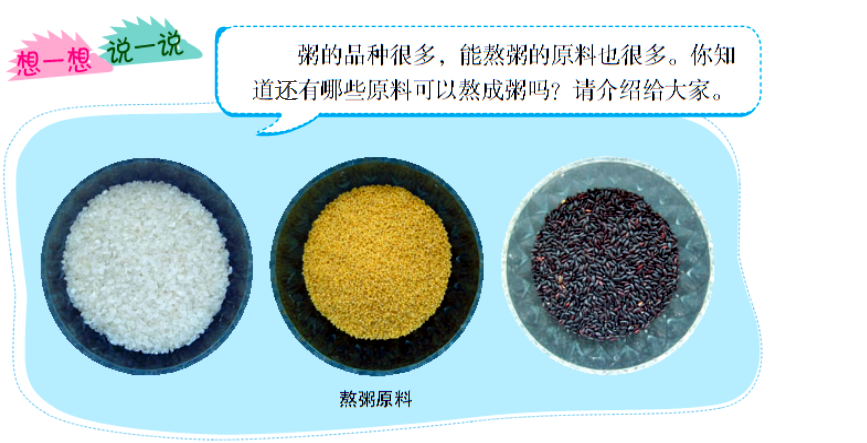 想一想 说一说
粥的品种很多，能熬粥的原料也很多。你知
道还有哪些原料可以熬成粥吗？请介绍给大家。
熬粥原料